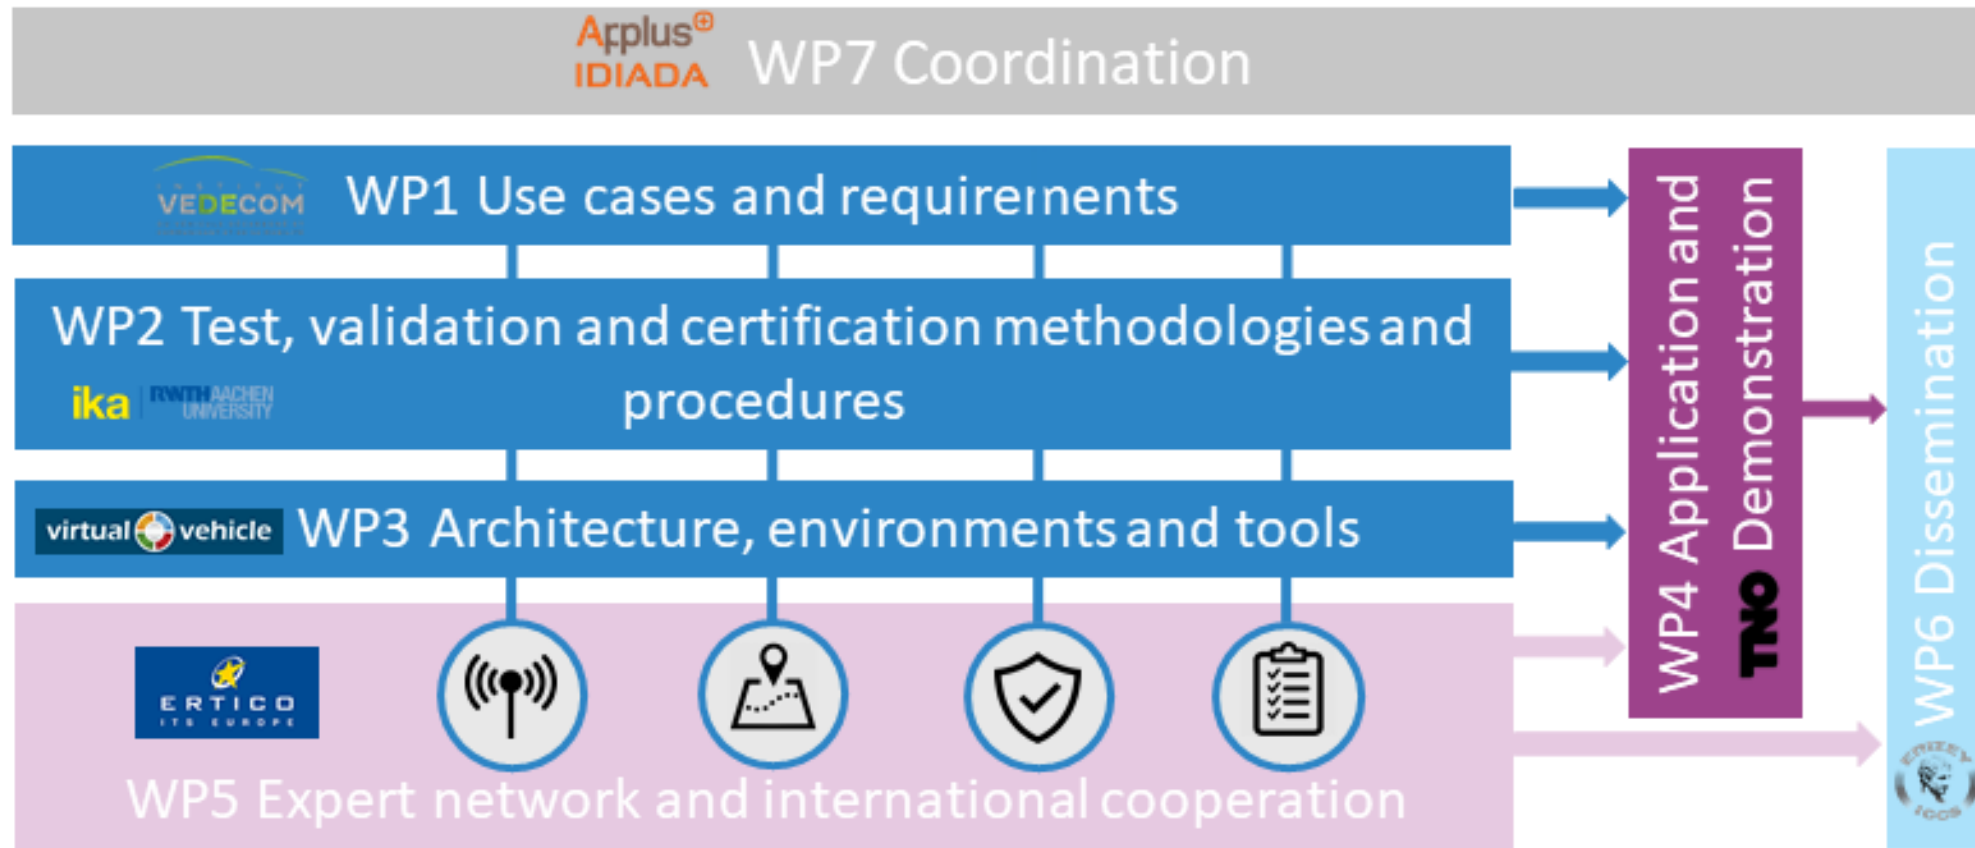 Applus+
IDIADA
WP7 Coordination
VEDECOM
WP1 Use cases and requirements
WP2 Test, validation and certification methodologies and
procedures
ika
RWTH AACHEN
UNIVERSITY
virtual vehicle
WP3 Architecture, environments and tools
ERTICO
ITS EUROPE
WP5 Expert network and international cooperation
WP4 Application and
Demonstration
TNO
WP6 Dissemination
ICCS